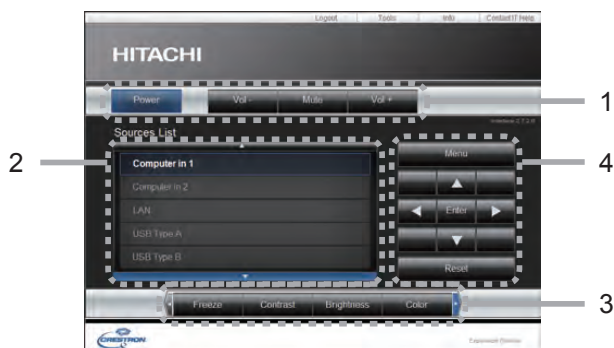 Logout Tools Info Contact IT Help
HITACHI
Power Vol - Mute Vol + 1
Sources List
2 Computer in 1 Menu 4
Computer in 2
LAN Enter
USB Type A
USB Type B Reset
Freeze Contrast Brightness Color 3
CRESTRON